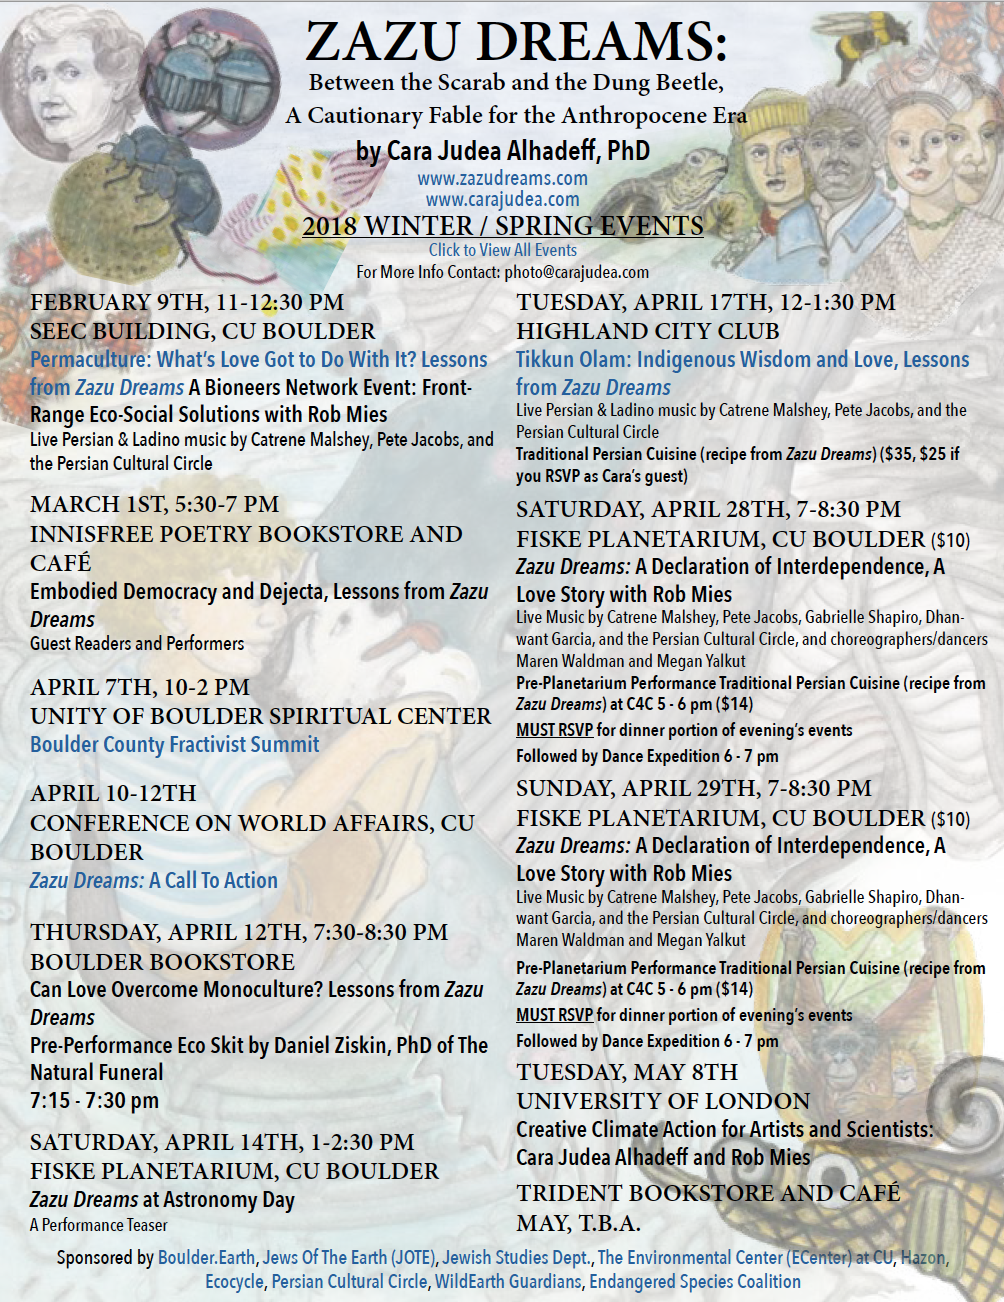 ZAZU DREAMS:
Between the Scarab and the Dung Beetle,
A Cautionary Fable for the Anthropocene Era
by Cara Judea Alhadeff, PhD
www.zazudreams.com
www.carajudea.com
2018 WINTER / SPRING EVENTS
Click to View All Events
For More Info Contact: photo@carajudea.com
FEBRUARY 9TH, 11-12:30 PM
SEEC BUILDING, CU BOULDER
Permaculture: What's Love Got to Do With It? Lessons
from Zazu Dreams A Bioneers Network Event: Front-
Range Eco-Social Solutions with Rob Mies
Live Persian & Ladino music by Catrene Malshey, Pete Jacobs, and
the Persian Cultural Circle
MARCH 1ST, 5:30-7 PM
INNISFREE POETRY BOOKSTORE AND
CAFÉ
Embodied Democracy and Dejecta, Lessons from Zazu
Dreams
Guest Readers and Performers
APRIL 7TH, 10-2 PM
UNITY OF BOULDER SPIRITUAL CENTER
Boulder County Fractivist Summit
APRIL 10-12TH
CONFERENCE ON WORLD AFFAIRS, CU
BOULDER
Zazu Dreams: A Call To Action
THURSDAY, APRIL 12TH, 7:30-8:30 PM
BOULDER BOOKSTORE
Can Love Overcome Monoculture? Lessons from Zazu
Dreams
Pre-Performance Eco Skit by Daniel Ziskin, PhD of The
Natural Funeral
7:15 - 7:30 pm
SATURDAY, APRIL 14TH, 1-2:30 PM
FISKE PLANETARIUM, CU BOULDER
Zazu Dreams at Astronomy Day
A Performance Teaser
TUESDAY, APRIL 17TH, 12-1:30 PM
HIGHLAND CITY CLUB
Tikkun Olam: Indigenous Wisdom and Love, Lessons
from Zazu Dreams
Live Persian & Ladino music by Catrene Malshey, Pete Jacobs, and the
Persian Cultural Circle
Traditional Persian Cuisine (recipe from Zazu Dreams) ($35, $25 if
you RSVP as Cara's guest)
SATURDAY, APRIL 28TH, 7-8:30 PM
FISKE PLANETARIUM, CU BOULDER ($10)
Zazu Dreams: A Declaration of Interdependence, A
Love Story with Rob Mies
Live Music by Catrene Malshey, Pete Jacobs, Gabrielle Shapiro, Dhan-
want Garcia, and the Persian Cultural Circle, and choreographers/dancers
Maren Waldman and Megan Yalkut
Pre-Planetarium Performance Traditional Persian Cuisine (recipe from
Zazu Dreams) at C4C 5 - 6 pm ($14)
MUST RSVP for dinner portion of evening's events
Followed by Dance Expedition 6 - 7 pm
SUNDAY, APRIL 29TH, 7-8:30 PM
FISKE PLANETARIUM, CU BOULDER ($10)
Zazu Dreams: A Declaration of Interdependence, A
Love Story with Rob Mies
Live Music by Catrene Malshey, Pete Jacobs, Gabrielle Shapiro, Dhan-
want Garcia, and the Persian Cultural Circle, and choreographers/dancers
Maren Waldman and Megan Yalkut
Pre-Planetarium Performance Traditional Persian Cuisine (recipe from
Zazu Dreams) at C4C 5 - 6 pm ($14)
MUST RSVP for dinner portion of evening's events
Followed by Dance Expedition 6 - 7 pm
TUESDAY, MAY 8TH
UNIVERSITY OF LONDON
Creative Climate Action for Artists and Scientists:
Cara Judea Alhadeff and Rob Mies
TRIDENT BOOKSTORE AND CAFÉ
MAY, T.B.A.
Sponsored by Boulder.Earth, Jews Of The Earth (JOTE), Jewish Studies Dept., The Environmental Center (ECenter) at CU, Hazon,
Ecocycle, Persian Cultural Circle, WildEarth Guardians, Endangered Species Coalition